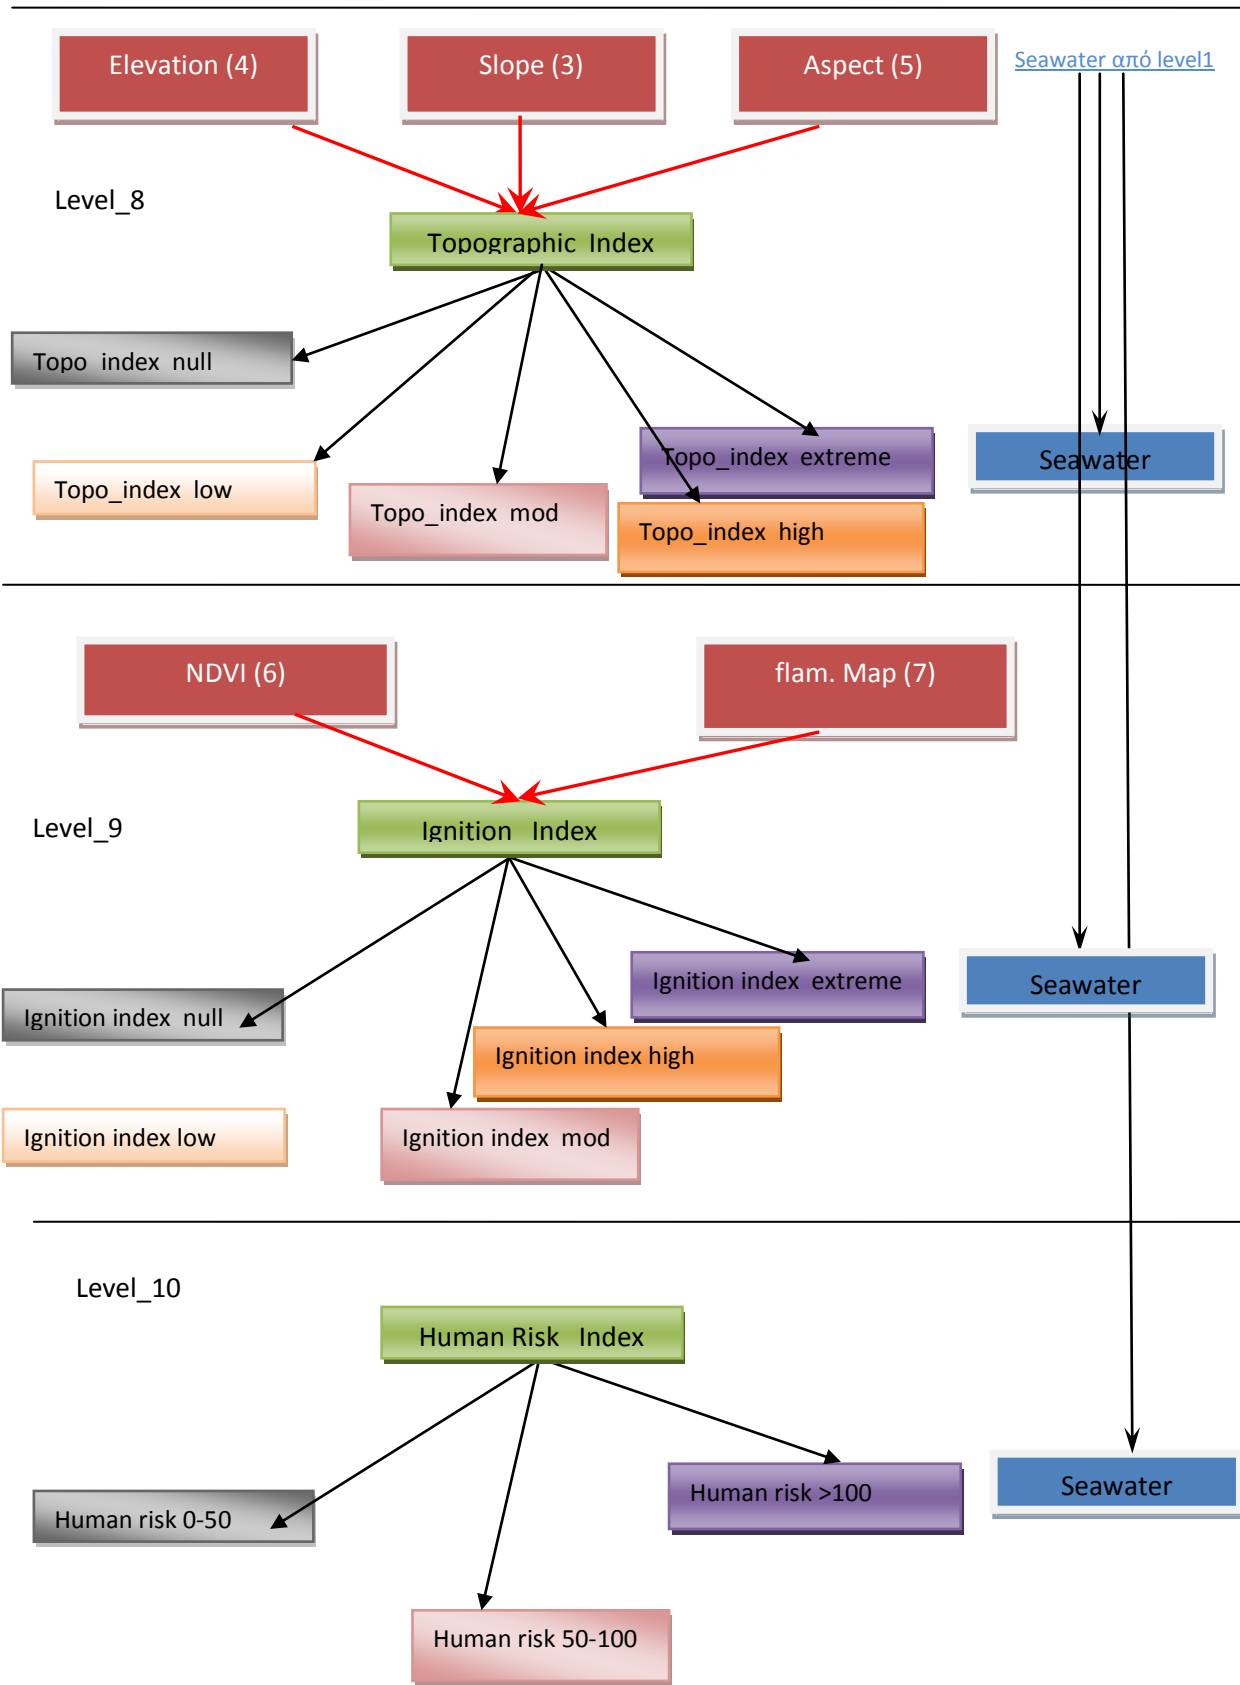 Elevation (4)
Slope (3)
Aspect (5)
Seawater από level1
Level_8
Topographic Index
Topo index null
Topo_index low
Topo_index mod
Topo_index extreme
Topo_index high
Seawater
NDVI (6)
flam. Map (7)
Level_9
Ignition Index
Ignition index null
Ignition index extreme
Ignition index high
Ignition index low
Ignition index mod
Seawater
Level_10
Human Risk Index
Human risk 0-50
Human risk >100
Human risk 50-100
Seawater